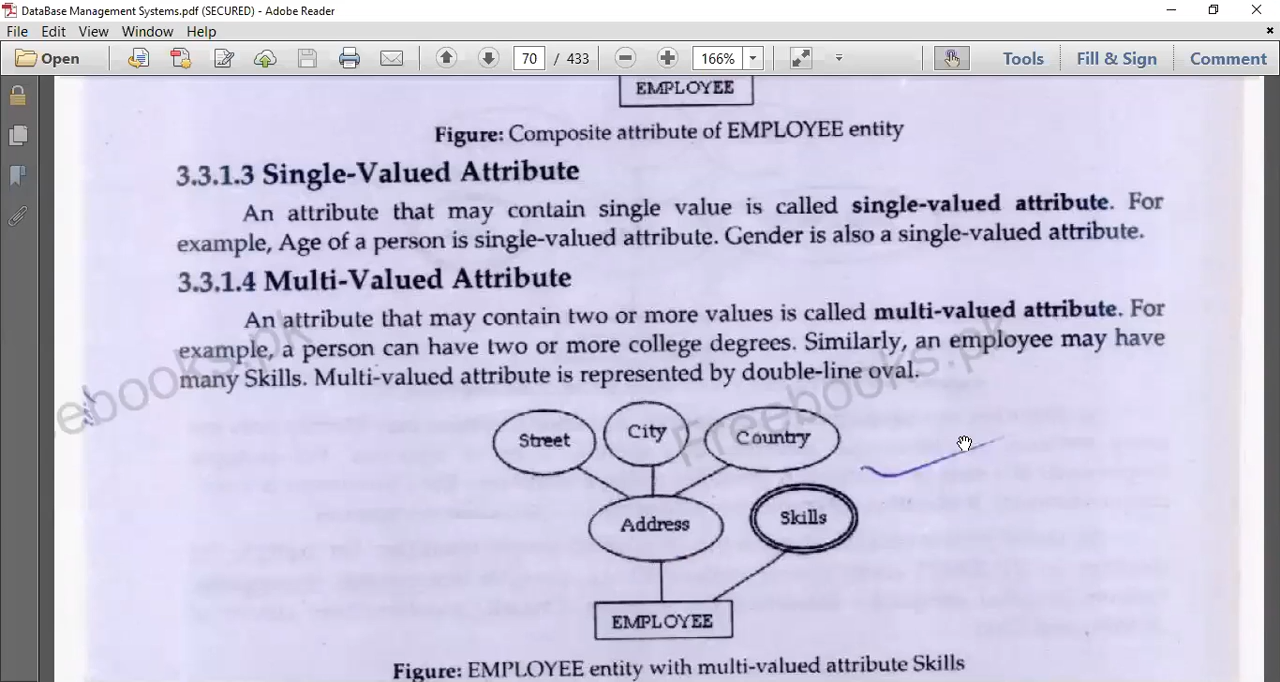 DataBase Management Systems.pdf (SECURED) - Adobe Reader
File Edit View Window Help
Open 70 / 433 166% Tools Fill & Sign Comment
EMPLOYEE
Figure: Composite attribute of EMPLOYEE entity
3.3.1.3 Single-Valued Attribute
An attribute that may contain single value is called single-valued attribute. For
example, Age of a person is single-valued attribute. Gender is also a single-valued attribute.
3.3.1.4 Multi-Valued Attribute
An attribute that may contain two or more values is called multi-valued attribute. For
example, a person can have two or more college degrees. Similarly, an employee may have
many Skills. Multi-valued attribute is represented by double-line oval.
ebooks.pk
Freebooks.pk
Street City Country
Address Skills
EMPLOYEE
Figure: EMPLOYEE entity with multi-valued attribute Skills